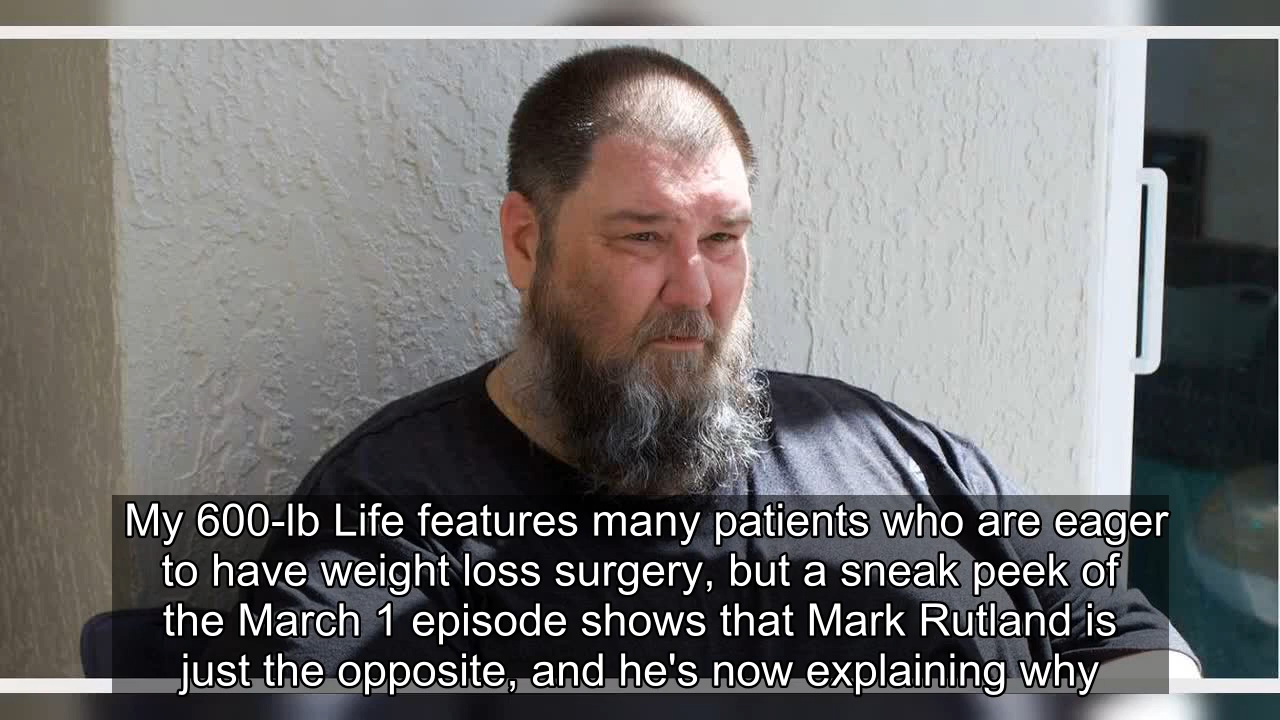 My 600-lb Life features many patients who are eager
to have weight loss surgery, but a sneak peek of
the March 1 episode shows that Mark Rutland is
just the opposite, and he's now explaining why